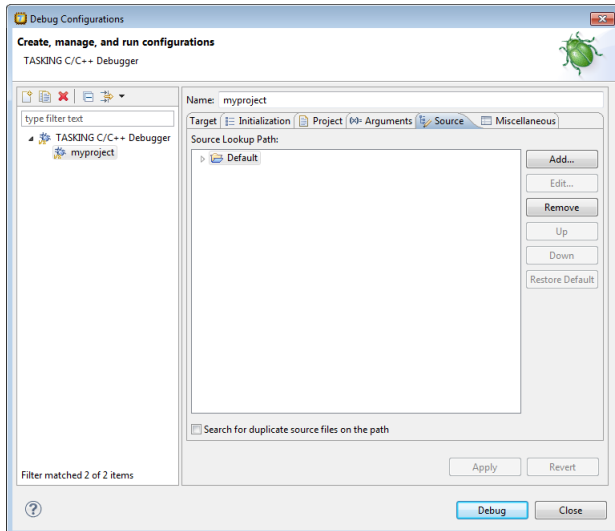 Debug Configurations
Create, manage, and run configurations
TASKING C/C++ Debugger
type filter text
TASKING C/C++ Debugger
myproject
Filter matched 2 of 2 items
Name: myproject
Target Initialization Project (x)= Arguments Source Miscellaneous
Source Lookup Path:
Default
Add...
Edit...
Remove
Up
Down
Restore Default
Search for duplicate source files on the path
Apply Revert
? Debug Close